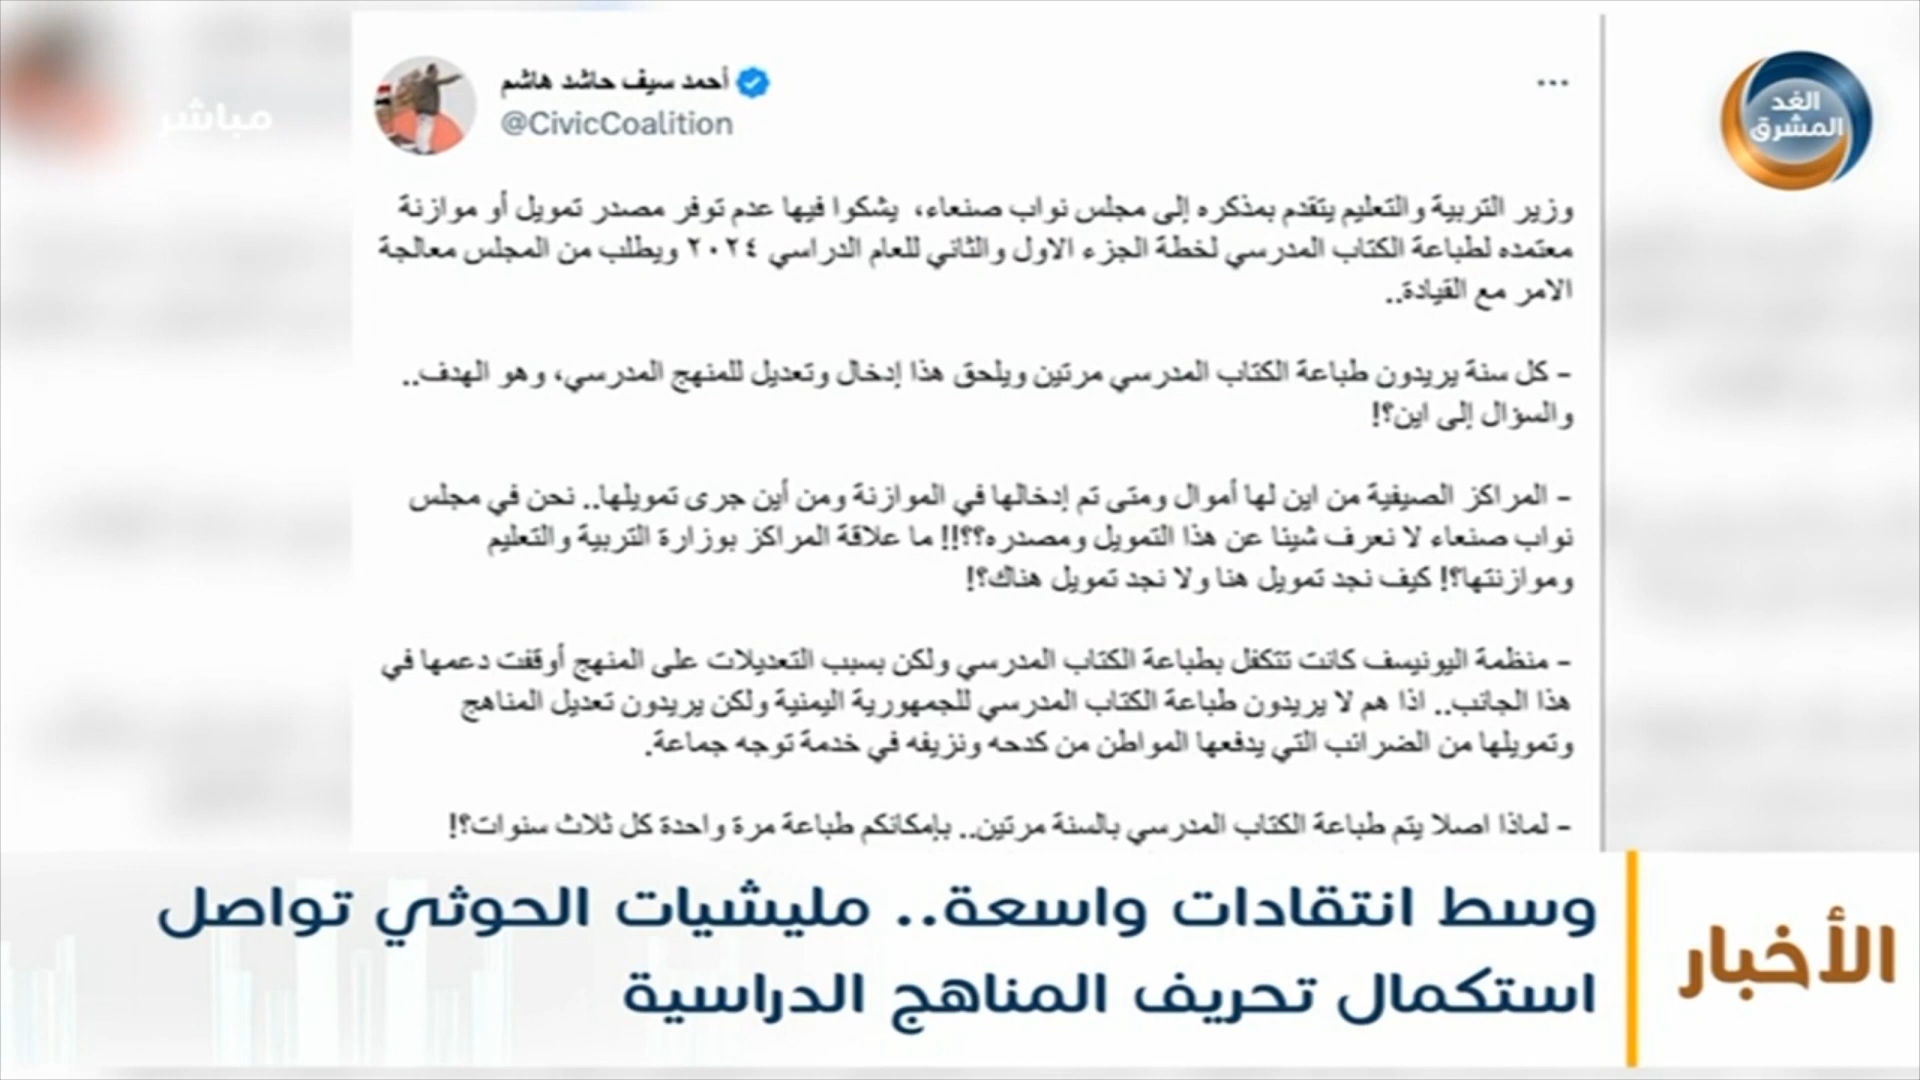 أحمد سيف حاشد هاشم
@CivicCoalition
مباشر
الغد
المشرق
وزير التربية والتعليم يتقدم بمذكره إلى مجلس نواب صنعاء، يشكوا فيها عدم توفر مصدر تمويل أو موازنة
معتمده لطباعة الكتاب المدرسي لخطة الجزء الاول والثاني للعام الدراسي ٢٠٢٤ ويطلب من المجلس معالجة
الامر مع القيادة..
- كل سنة يريدون طباعة الكتاب المدرسي مرتين ويلحق هذا إدخال وتعديل للمنهج المدرسي، وهو الهدف..
والسؤال إلى اين؟!
- المراكز الصيفية من اين لها أموال ومتى تم إدخالها في الموازنة ومن أين جرى تمويلها.. نحن في مجلس
نواب صنعاء لا نعرف شيئا عن هذا التمويل ومصدره؟؟!! ما علاقة المراكز بوزارة التربية والتعليم
وموازنتها؟! كيف نجد تمويل هنا ولا نجد تمويل هناك؟!
- منظمة اليونيسف كانت تتكفل بطباعة الكتاب المدرسي ولكن بسبب التعديلات على المنهج أوقفت دعمها في
هذا الجانب.. اذا هم لا يريدون طباعة الكتاب المدرسي للجمهورية اليمنية ولكن يريدون تعديل المناهج
وتمويلها من الضرائب التي يدفعها المواطن من كدحه ونزيفه في خدمة توجه جماعة.
- لماذا اصلا يتم طباعة الكتاب المدرسي بالسنة مرتين.. بإمكانكم طباعة مرة واحدة كل ثلاث سنوات؟!
الأخبار
وسط انتقادات واسعة.. مليشيات الحوثي تواصل
استكمال تحريف المناهج الدراسية